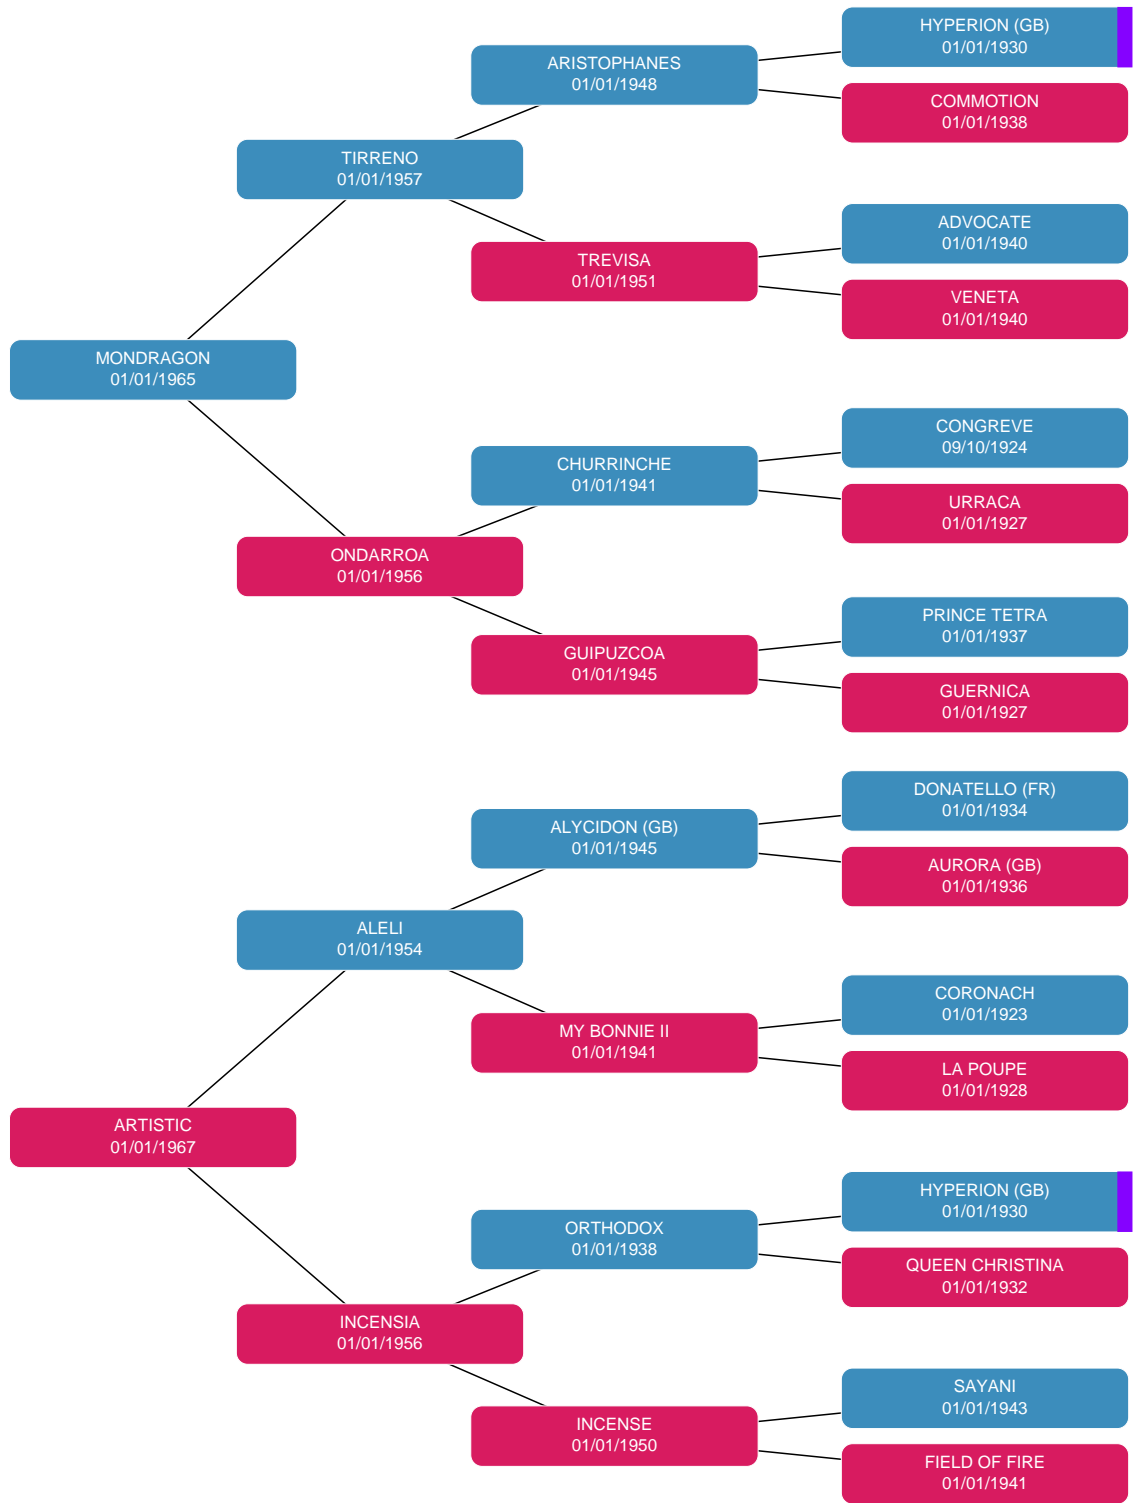 HYPERION (GB)
01/01/1930
ARISTOPHANES
01/01/1948
COMMOTION
01/01/1938
TIRRENO
01/01/1957
ADVOCATE
01/01/1940
TREVISA
01/01/1951
VENETA
01/01/1940
MONDRAGON
01/01/1965
CONGREVE
09/10/1924
CHURRINCHE
01/01/1941
URRACA
01/01/1927
ONDARROA
01/01/1956
PRINCE TETRA
01/01/1937
GUIPUZCOA
01/01/1945
GUERNICA
01/01/1927
DONATELLO (FR)
01/01/1934
ALYCIDON (GB)
01/01/1945
AURORA (GB)
01/01/1936
ALELI
01/01/1954
CORONACH
01/01/1923
MY BONNIE II
01/01/1941
LA POUPE
01/01/1928
ARTISTIC
01/01/1967
HYPERION (GB)
01/01/1930
ORTHODOX
01/01/1938
QUEEN CHRISTINA
01/01/1932
INCENSIA
01/01/1956
SAYANI
01/01/1943
INCENSE
01/01/1950
FIELD OF FIRE
01/01/1941